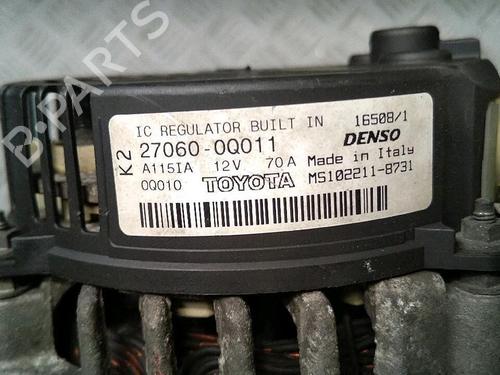 B-PARTS
IC REGULATOR BUILT IN 16508/1
K2
27060-0Q011 DENSO
A115IA 12V 70A Made in Italy
0Q010 TOYOTA MS102211-8731